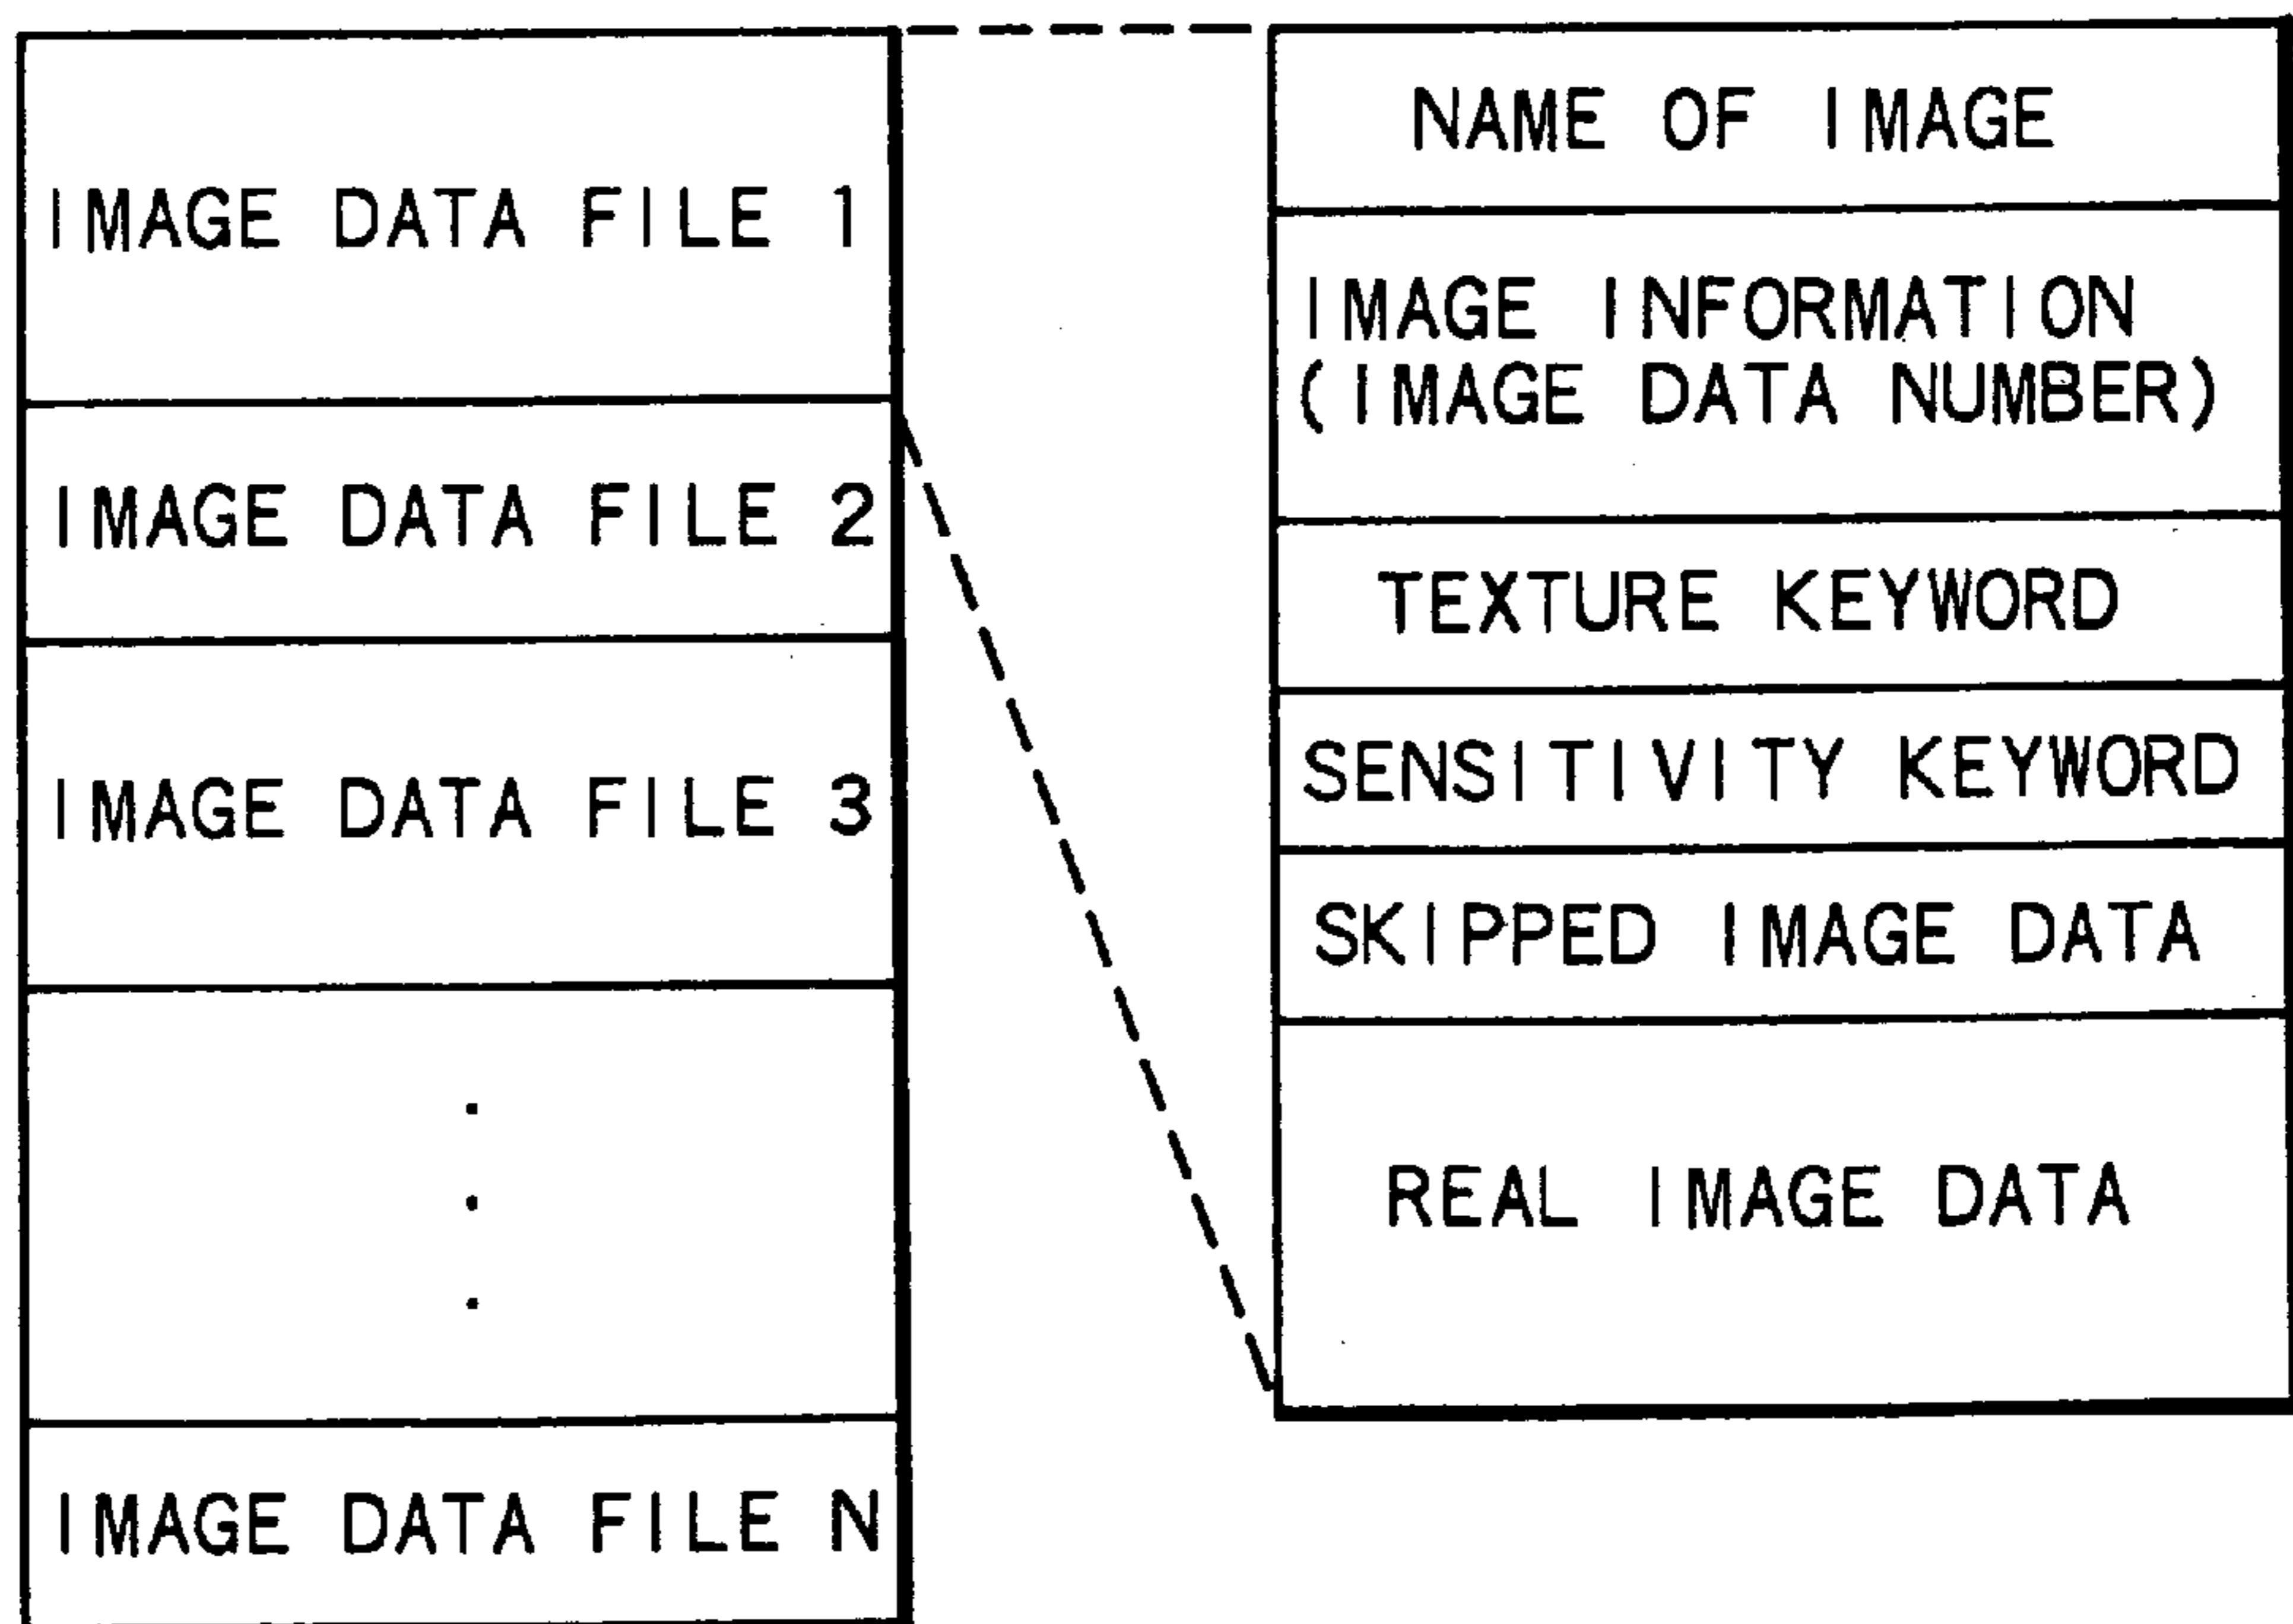 IMAGE DATA FILE 1
IMAGE DATA FILE 2
IMAGE DATA FILE 3
.
.
.
IMAGE DATA FILE N
NAME OF IMAGE
IMAGE INFORMATION
(IMAGE DATA NUMBER)
TEXTURE KEYWORD
SENSITIVITY KEYWORD
SKIPPED IMAGE DATA
REAL IMAGE DATA